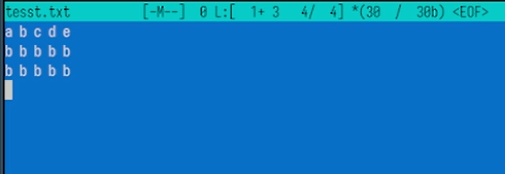 tesst.txt [-M--] 0 L:[ 1+ 3 4/ 4] *(30 / 30b) <EOF>
a b c d e
b b b b b
b b b b b